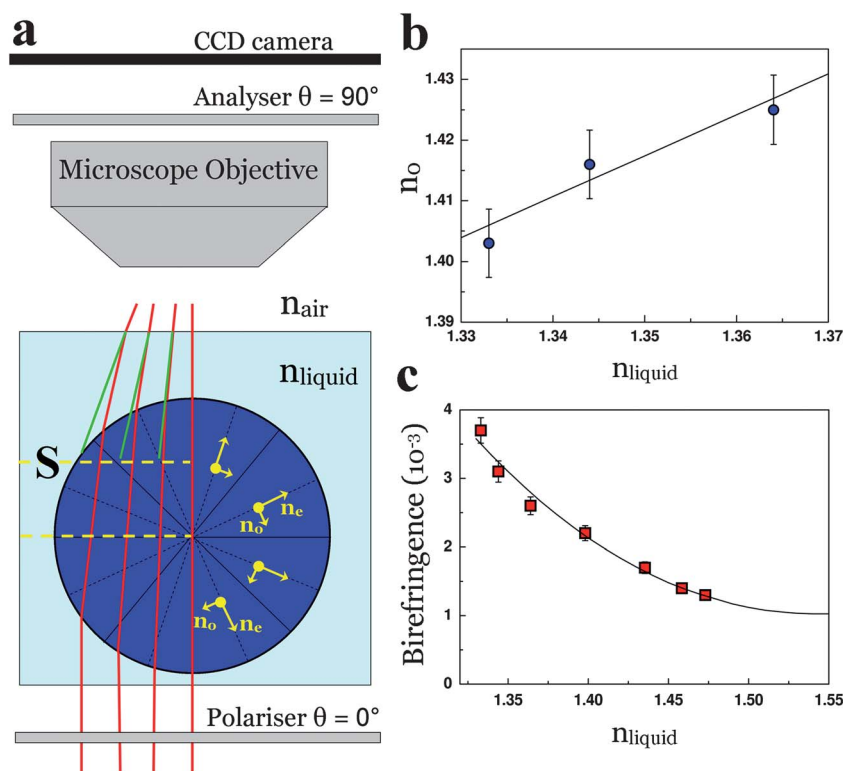 a
CCD camera
Analyser θ = 90°
Microscope Objective
n_air
n_liquid
S
n_e
n_o
n_o
n_e
Polariser θ = 0°
b
1.43
1.42
1.41
1.40
1.39
n_o
1.33 1.34 1.35 1.36 1.37
n_liquid
c
4
3
2
1
0
Birefringence (10⁻³)
1.35 1.40 1.45 1.50 1.55
n_liquid